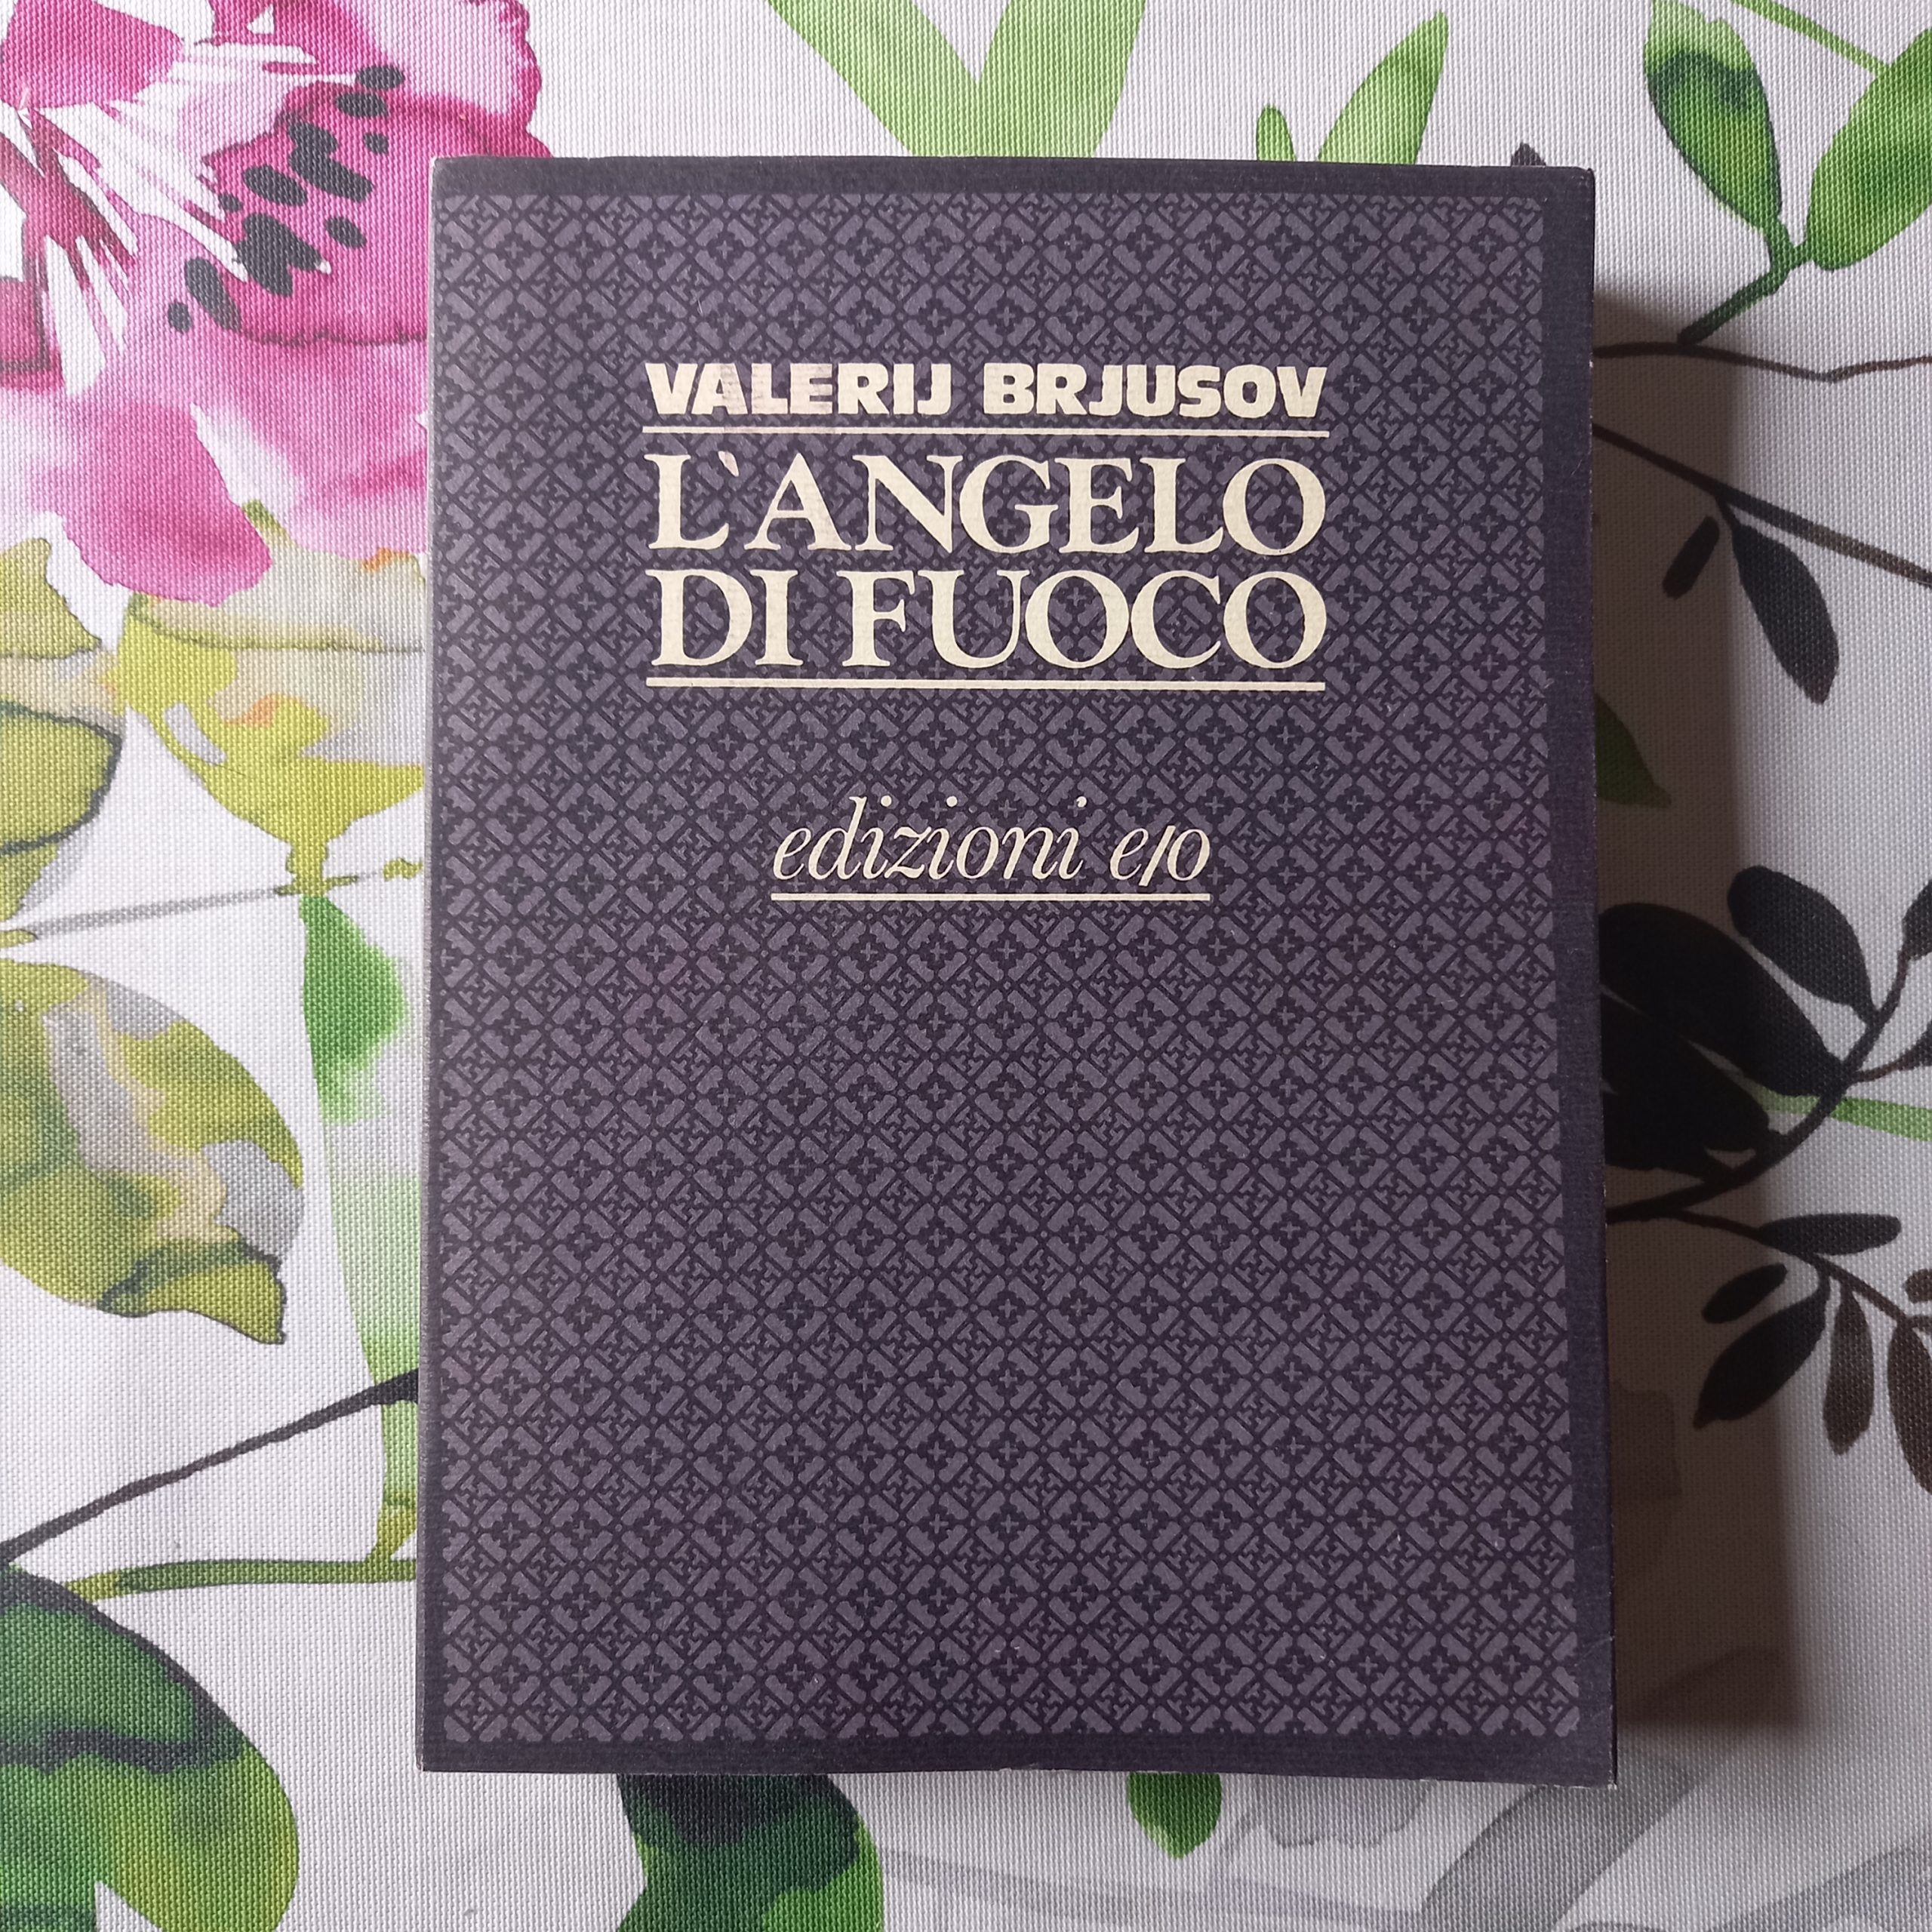 VALERIJ BRJUSOV
L`ANGELO
DI FUOCO
edizioni e/o